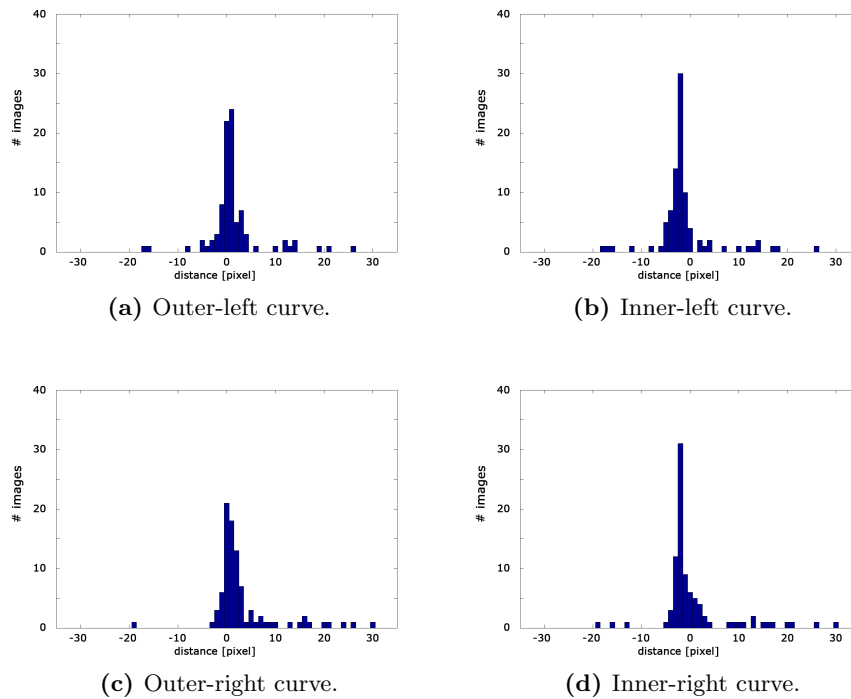 # images
40
30
20
10
0
-30 -20 -10 0 10 20 30
distance [pixel]
(a) Outer-left curve.
# images
40
30
20
10
0
-30 -20 -10 0 10 20 30
distance [pixel]
(b) Inner-left curve.
# images
40
30
20
10
0
-30 -20 -10 0 10 20 30
distance [pixel]
(c) Outer-right curve.
# images
40
30
20
10
0
-30 -20 -10 0 10 20 30
distance [pixel]
(d) Inner-right curve.